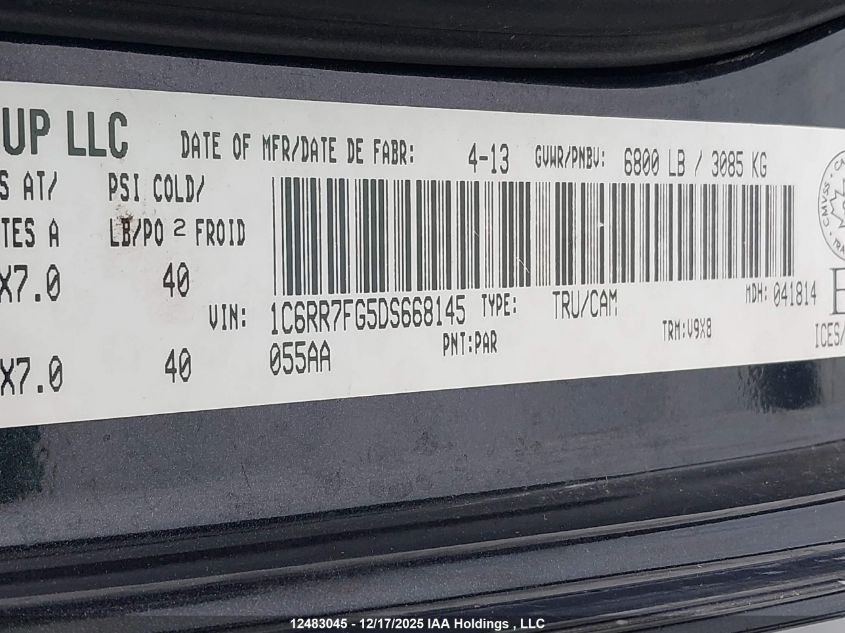 UP LLC
DATE OF MFR/DATE DE FABR: 4-13 GVWR/PNBV: 6800 LB / 3085 KG
S AT/ PSI COLD/
TES A LB/PO 2 FROID
X7.0 40
VIN: 1C6RR7FG5DS668145 TYPE: TRU/CAM MDH: 041814
X7.0 40 055AA PNT:PAR TRM:V9X8 ICES/
CMVSS
12483045 - 12/17/2025 IAA Holdings , LLC